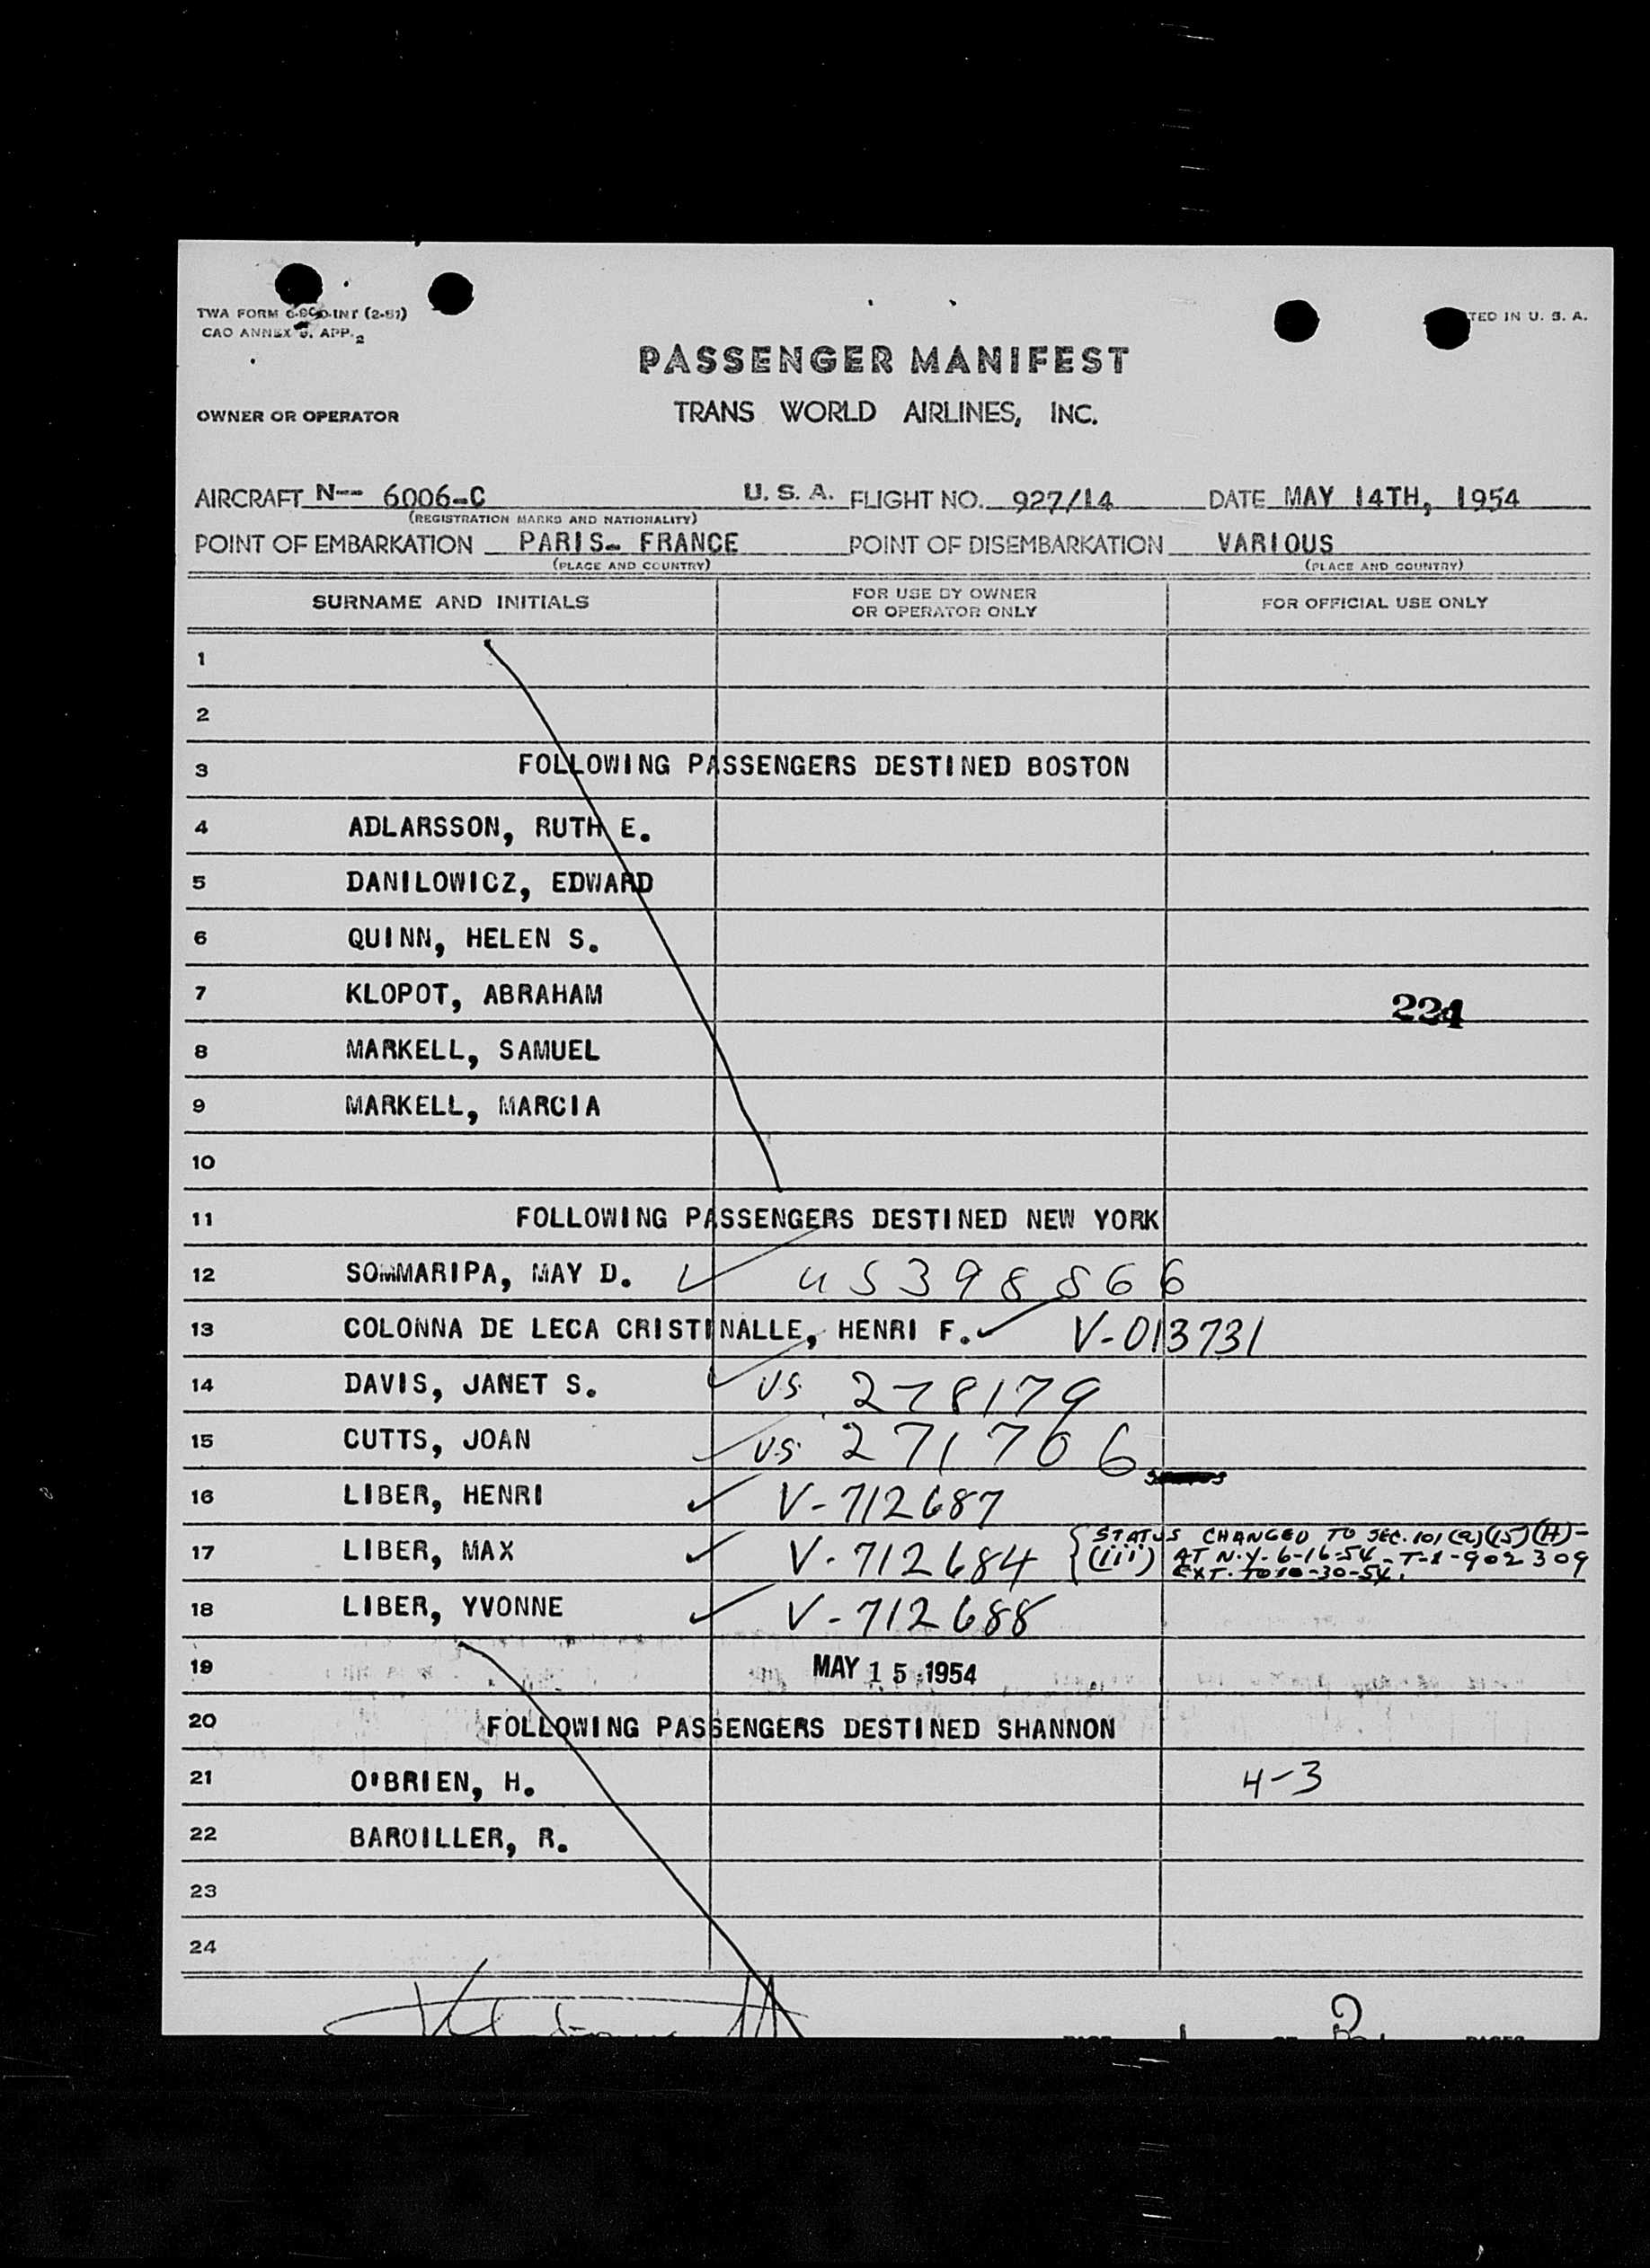 TWA FORM
CAO ANNEX 9. APP. 2
TED IN U. S. A.
PASSENGER MANIFEST
OWNER OR OPERATOR TRANS WORLD AIRLINES, INC.
AIRCRAFT N-- 6006-C U. S. A. FLIGHT NO. 927/14 DATE MAY 14TH, 1954
(REGISTRATION MARKS AND NATIONALITY)
POINT OF EMBARKATION PARIS- FRANCE POINT OF DISEMBARKATION VARIOUS
(PLACE AND COUNTRY) (PLACE AND COUNTRY)
SURNAME AND INITIALS FOR USE BY OWNER OR OPERATOR ONLY FOR OFFICIAL USE ONLY
1
2
3 FOLLOWING PASSENGERS DESTINED BOSTON
4 ADLARSSON, RUTH E.
5 DANILOWICZ, EDWARD
6 QUINN, HELEN S.
7 KLOPOT, ABRAHAM 224
8 MARKELL, SAMUEL
9 MARKELL, MARCIA
10
11 FOLLOWING PASSENGERS DESTINED NEW YORK
12 SOMMARIPA, MAY D. ✓ US 398866
13 COLONNA DE LECA CRISTINALLE, HENRI F. ✓ V-013731
14 DAVIS, JANET S. ✓ US 278179
15 CUTTS, JOAN ✓ U.S. 271766
16 LIBER, HENRI ✓ V-712687
17 LIBER, MAX ✓ V-712684 { STATUS CHANGED TO SEC. 101(a)(15)(H)-
(iii) AT N.Y. 6-16-54 - T-1-902309
EXT. TO 10-30-54.
18 LIBER, YVONNE ✓ V-712688
19 MAY 15 1954
20 FOLLOWING PASSENGERS DESTINED SHANNON
21 O'BRIEN, H. 4-3
22 BAROILLER, R.
23
24